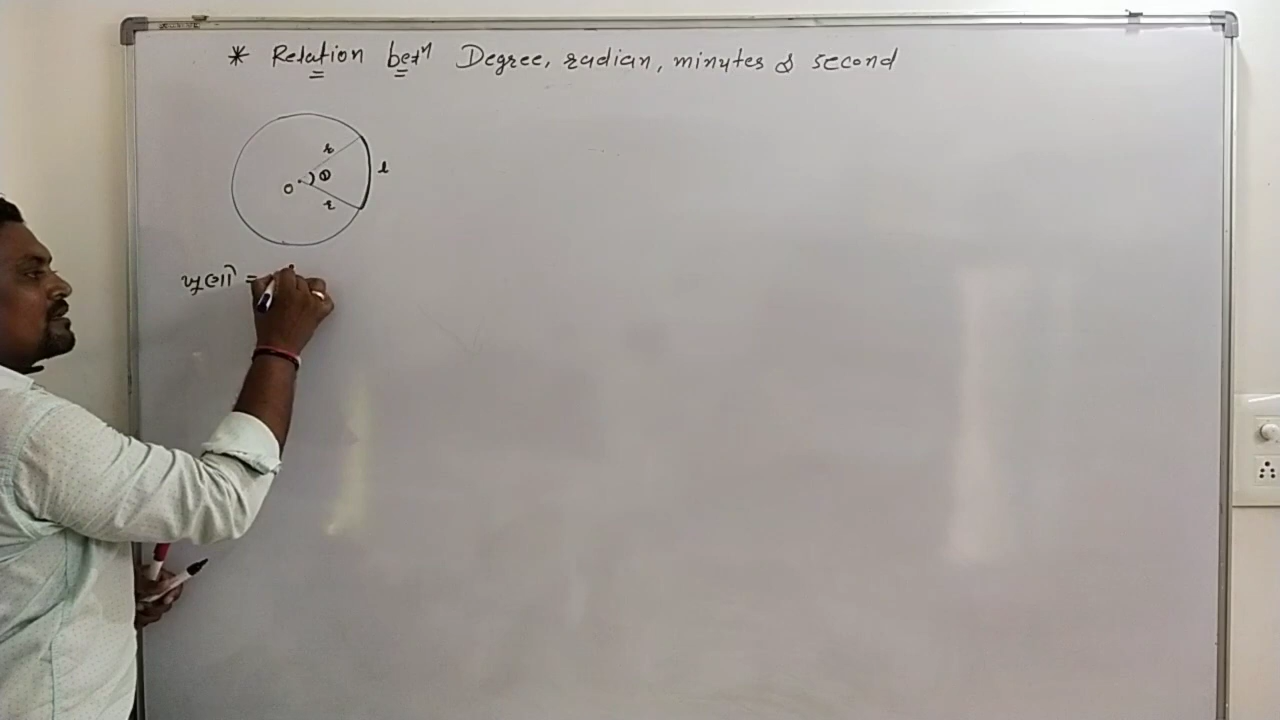 * Relation betⁿ Degree, radian, minutes & second
r
θ
l
O
r
ખૂણો =